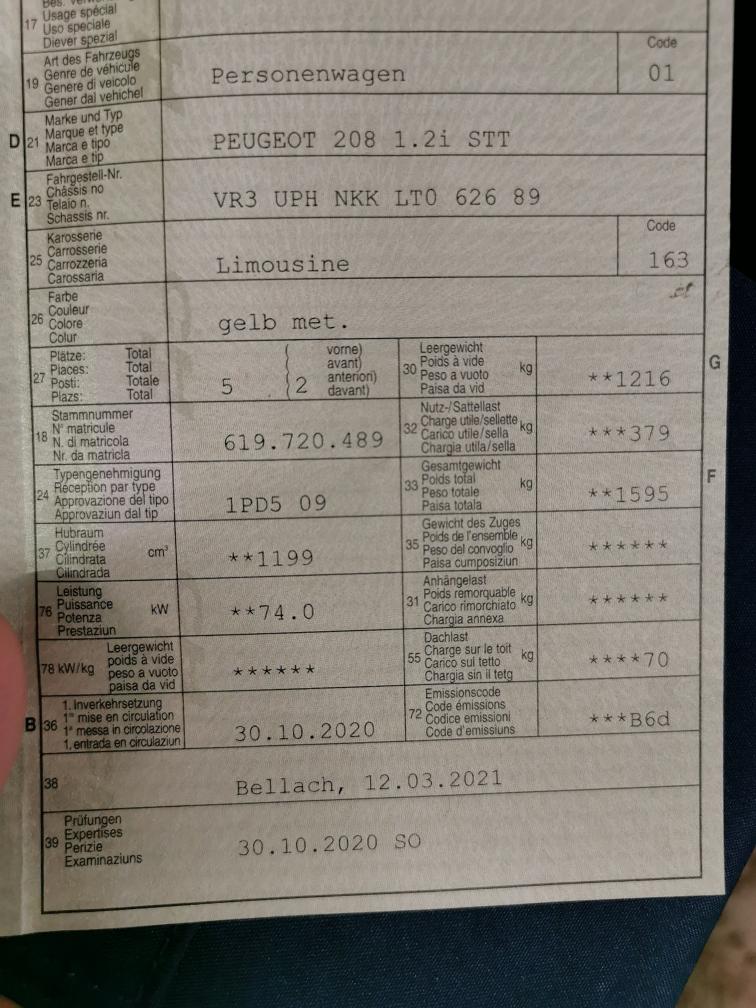 17 Usage spécial
Uso speciale
Diever spezial
19 Art des Fahrzeugs
Genre de véhicule
Genere di veicolo
Gener dal vehichel
Personenwagen
Code
01
D 21 Marke und Typ
Marque et type
Marca e tipo
Marca e tip
PEUGEOT 208 1.2i STT
E 23 Fahrgestell-Nr.
Châssis no
Telaio n.
Schassis nr.
VR3 UPH NKK LT0 626 89
25 Karosserie
Carrosserie
Carrozzeria
Carossaria
Limousine
Code
163
26 Farbe
Couleur
Colore
Colur
gelb met.
27 Plätze: Total
Places: Total
Posti: Totale
Plazs: Total
5 ( 2
vorne)
avant)
anteriori)
davant)
30 Leergewicht
Poids à vide
Peso a vuoto
Paisa da vid
kg
**1216
G
18 Stammnummer
N° matricule
N. di matricola
Nr. da matricla
619.720.489
32 Nutz-/Sattellast
Charge utile/sellette
Carico utile/sella
Chargia utila/sella
kg
***379
24 Typengenehmigung
Réception par type
Approvazione del tipo
Approvaziun dal tip
1PD5 09
33 Gesamtgewicht
Poids total
Peso totale
Paisa totala
kg
**1595
F
37 Hubraum
Cylindrée
Cilindrata
Cilindrada
cm³
**1199
35 Gewicht des Zuges
Poids de l'ensemble
Peso del convoglio
Paisa cumposiziun
kg
******
76 Leistung
Puissance
Potenza
Prestaziun
kW
**74.0
31 Anhängelast
Poids remorquable
Carico rimorchiato
Chargia annexa
kg
******
78 kW/kg Leergewicht
poids à vide
peso a vuoto
paisa da vid
******
55 Dachlast
Charge sur le toit
Carico sul tetto
Chargia sin il tetg
kg
****70
B 36 1. Inverkehrsetzung
1re mise en circulation
1a messa in circolazione
1. entrada en circulaziun
30.10.2020
72 Emissionscode
Code émissions
Codice emissioni
Code d'emissiuns
***B6d
38
Bellach, 12.03.2021
39 Prüfungen
Expertises
Perizie
Examinaziuns
30.10.2020 SO